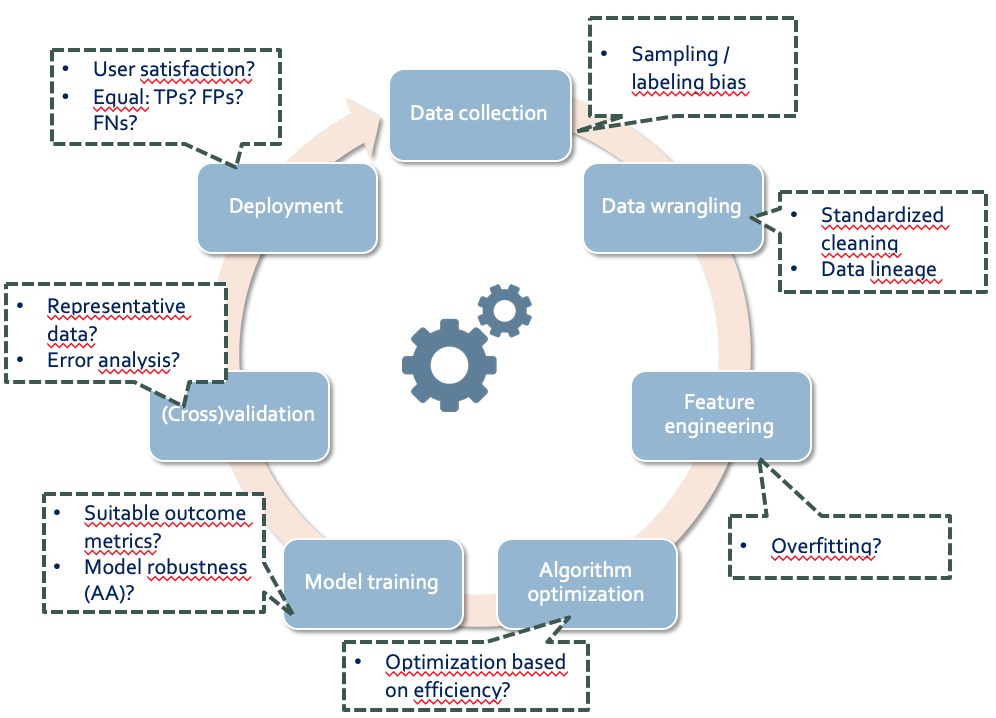 Data collection
• Sampling /
labeling bias
Data wrangling
• Standardized
cleaning
• Data lineage
Feature
engineering
• Overfitting?
Algorithm
optimization
• Optimization based
on efficiency?
Model training
• Suitable outcome
metrics?
• Model robustness
(AA)?
(Cross)validation
• Representative
data?
• Error analysis?
Deployment
• User satisfaction?
• Equal: TPs? FPs?
FNs?